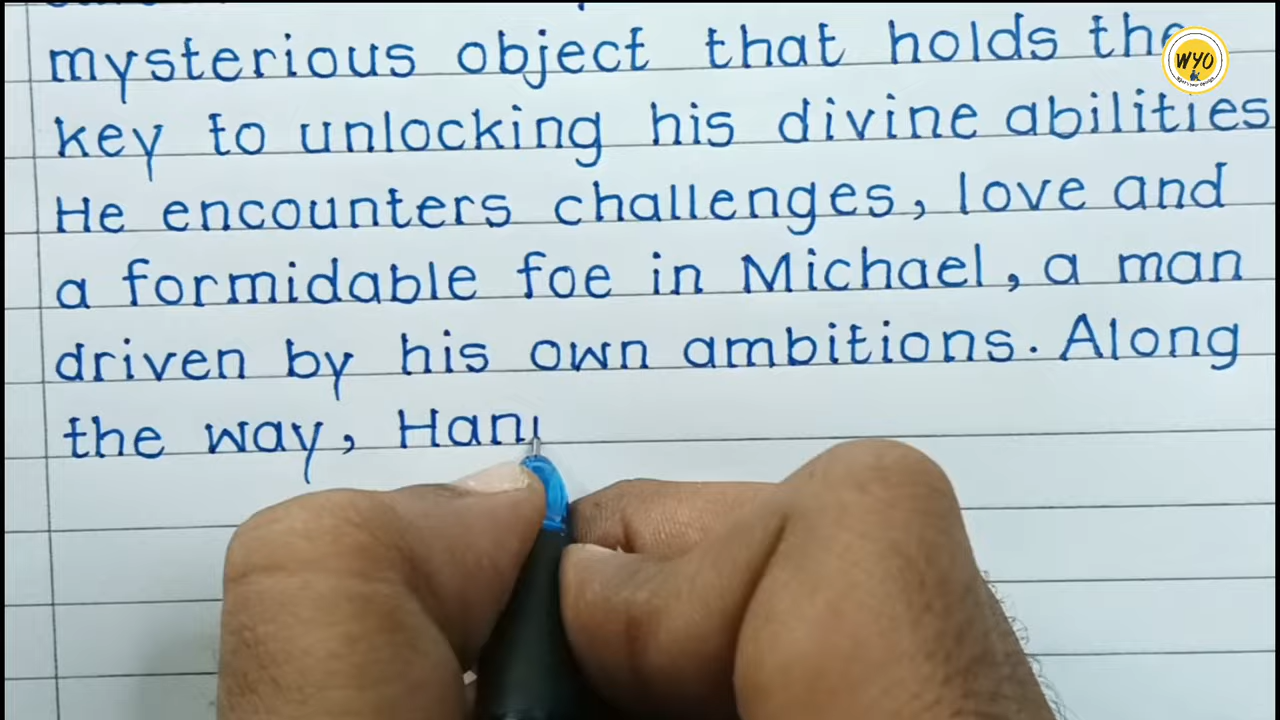 mysterious object that holds the
WYO
key to unlocking his divine abilities
He encounters challenges, love and
a formidable foe in Michael, a man
driven by his own ambitions. Along
the way, Han